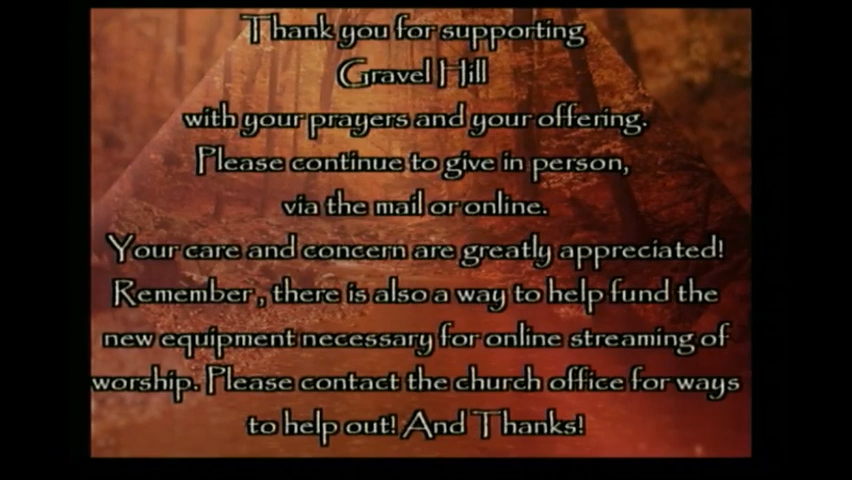 Thank you for supporting
Gravel Hill
with your prayers and your offering.
Please continue to give in person,
via the mail or online.
Your care and concern are greatly appreciated!
Remember, there is also a way to help fund the
new equipment necessary for online streaming of
worship. Please contact the church office for ways
to help out! And Thanks!